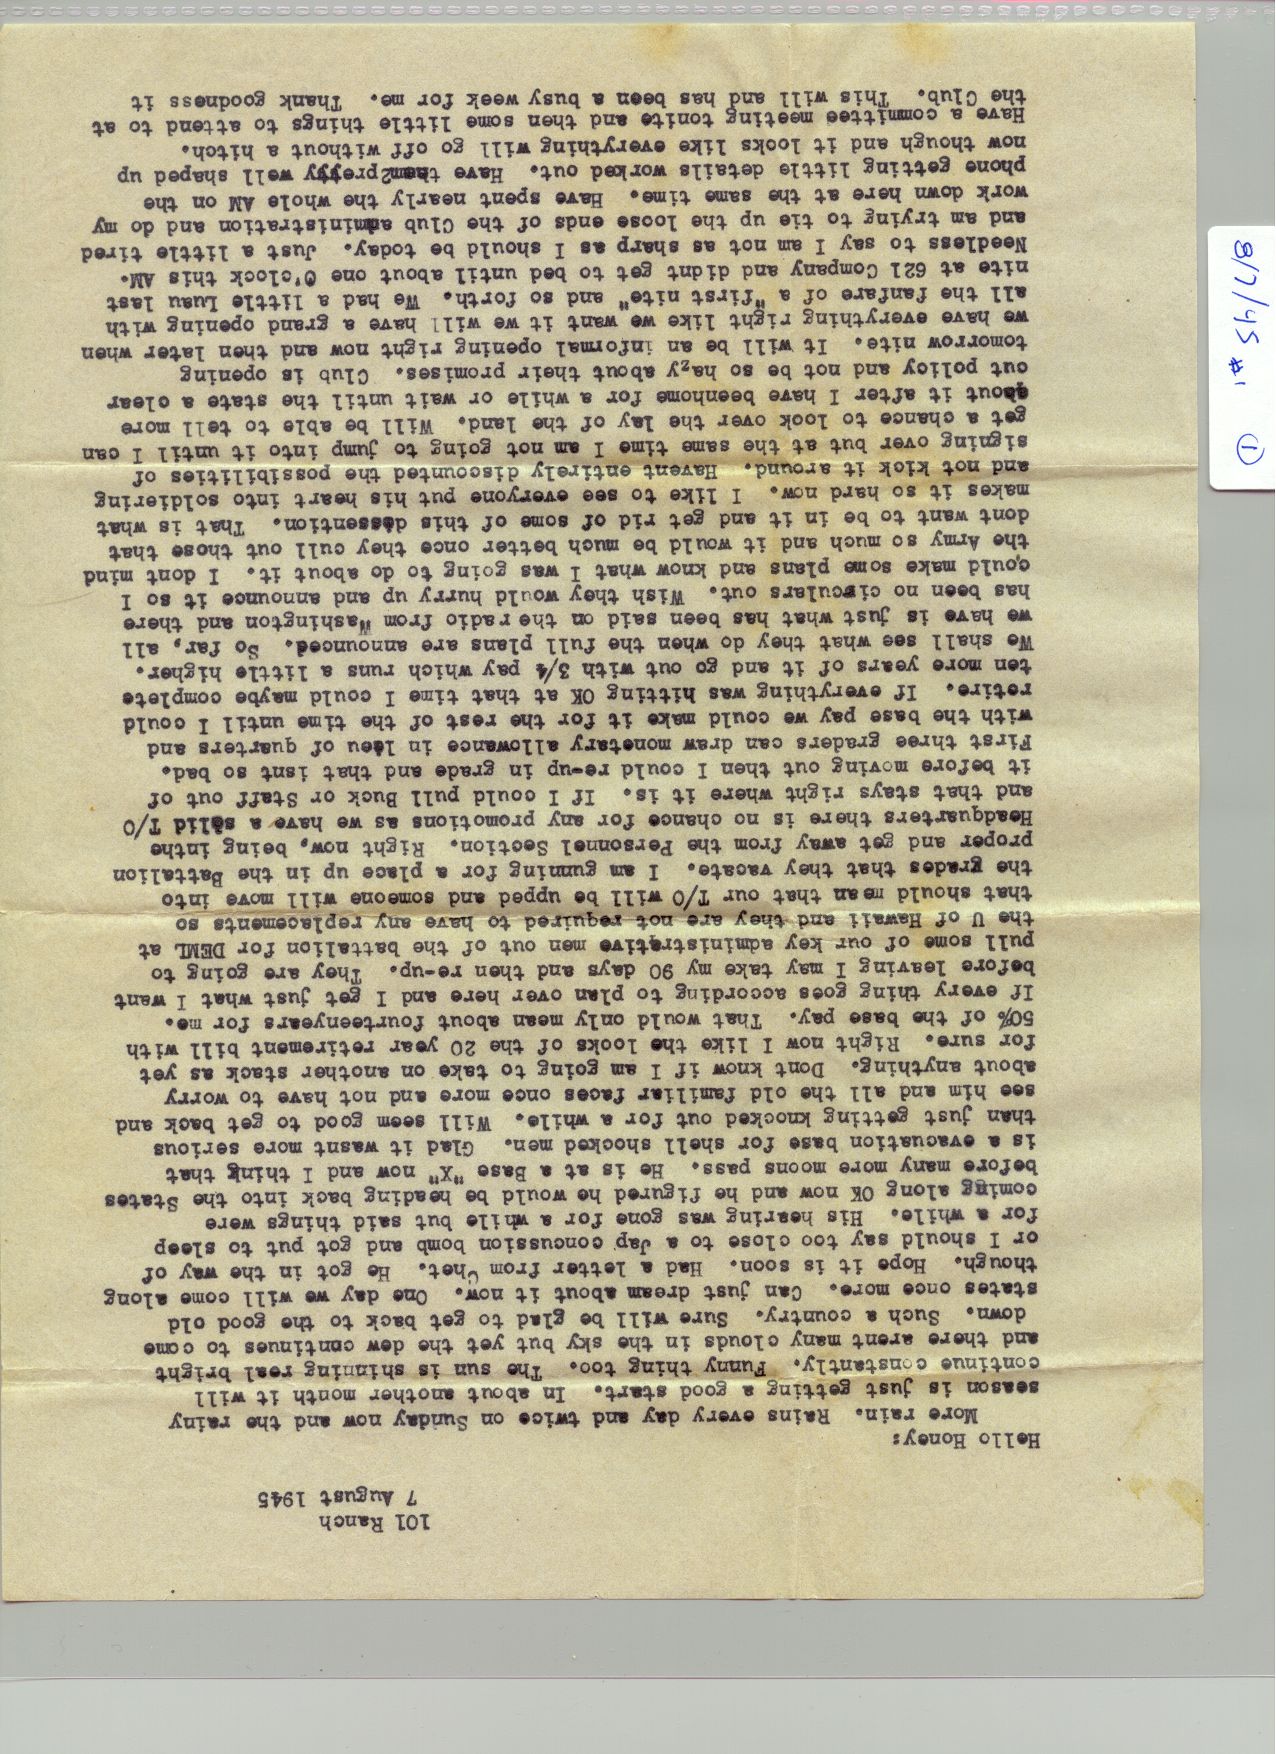 101 Ranch
7 August 1945
Hello Honey:
More rain. Rains every day and twice on Sunday now and the rainy
season is just getting a good start. In about another month it will
continue constantly. Funny thing too. The sun is shinning real bright
and there arent many clouds in the sky but yet the dew continues to come
down. Such a country. Sure will be glad to get back to the good old
states once more. Can just dream about it now. One day we will come along
though. Hope it is soon. Had a letter from Chet. He got in the way of
or I should say too close to a Jap concussion bomb and got put to sleep
for a while. His hearing was gone for a while but said things were
coming along OK now and he figured he would be heading back into the States
before many more moons pass. He is at a Base "X" now and I think that
is a evacuation base for shell shocked men. Glad it wasnt more serious
than just getting knocked out for a while. Will seem good to get back and
see him and all the old familiar faces once more and not have to worry
about anything. Dont know if I am going to take on another stack as yet
for sure. Right now I like the looks of the 20 year retirement bill with
50% of the base pay. That would only mean about fourteenyears for me.
If every thing goes according to plan over here and I get just what I want
before leaving I may take my 90 days and then re-up. They are going to
pull some of our key administrative men out of the battalion for DEML at
the U of Hawaii and they are not required to have any replacements so
that should mean that our T/O will be upped and someone will move into
the grades that they vacate. I am gunning for a place up in the Battalion
proper and get away from the Personnel Section. Right now, being inthe
Headquarters there is no chance for any promotions as we have a solid T/O
and that stays right where it is. If I could pull Buck or Staff out of
it before moving out then I could re-up in grade and that isnt so bad.
First three graders can draw monetary allowance in lieu of quarters and
with the base pay we could make it for the rest of the time until I could
retire. If everything was hitting OK at that time I could maybe complete
ten more years of it and go out with 3/4 pay which runs a little higher.
We shall see what they do when the full plans are announced. So far, all
we have is just what has been said on the radio from Washington and there
has been no circulars out. Wish they would hurry up and announce it so I
could make some plans and know what I was going to do about it. I dont mind
the Army so much and it would be much better once they cull out those that
dont want to be in it and get rid of some of this dissention. That is what
makes it so hard now. I like to see everyone put his heart into soldiering
and not kick it around. Havent entirely discounted the possibilities of
signing over but at the same time I am not going to jump into it until I can
get a chance to look over the lay of the land. Will be able to tell more
about it after I have beenhome for a while or wait until the state a clear
cut policy and not be so hazy about their promises. Club is opening
tomorrow nite. It will be an informal opening right now and then later when
we have everything right like we want it we will have a grand opening with
all the fanfare of a "first nite" and so forth. We had a little Luau last
nite at 621 Company and didnt get to bed until about one O'clock this AM.
Needless to say I am not as sharp as I should be today. Just a little tired
and am trying to tie up the loose ends of the Club administration and do my
work down here at the same time. Have spent nearly the whole AM on the
phone getting little details worked out. Have them pretty well shaped up
now though and it looks like everything will go off without a hitch.
Have a committee meeting tonite and then some little things to attend to at
the Club. This will and has been a busy week for me. Thank goodness it
8/7/45 #1 1